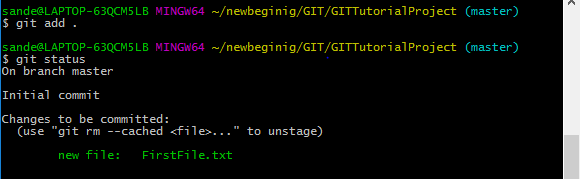 sande@LAPTOP-63QCM5LB MINGW64 ~/newbeginig/GIT/GITTutorialProject (master)
$ git add .
sande@LAPTOP-63QCM5LB MINGW64 ~/newbeginig/GIT/GITTutorialProject (master)
$ git status
On branch master
Initial commit
Changes to be committed:
(use "git rm --cached <file>..." to unstage)
new file: FirstFile.txt